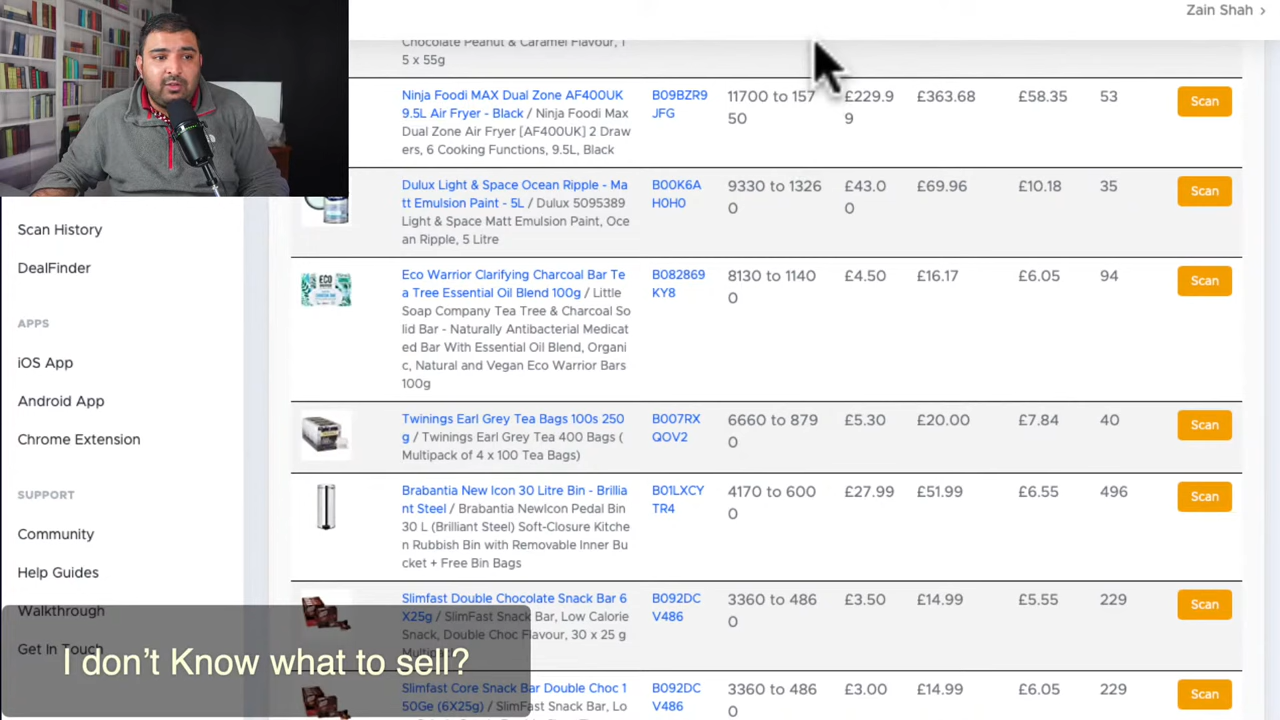 Zain Shah >
Chocolate Peanut & Caramel Flavour, 1
5 x 55g
Ninja Foodi MAX Dual Zone AF400UK
9.5L Air Fryer - Black / Ninja Foodi Max
Dual Zone Air Fryer [AF400UK] 2 Draw
ers, 6 Cooking Functions, 9.5L, Black
B09BZR9
JFG
11700 to 157
50
£229.9
9
£363.68
£58.35
53
Scan
Dulux Light & Space Ocean Ripple - Ma
tt Emulsion Paint - 5L / Dulux 5095389
Light & Space Matt Emulsion Paint, Oce
an Ripple, 5 Litre
B00K6A
H0H0
9330 to 1326
0
£43.0
0
£69.96
£10.18
35
Scan
Eco Warrior Clarifying Charcoal Bar Te
a Tree Essential Oil Blend 100g / Little
Soap Company Tea Tree & Charcoal So
lid Bar - Naturally Antibacterial Medicat
ed Bar With Essential Oil Blend, Organi
c, Natural and Vegan Eco Warrior Bars
100g
B082869
KY8
8130 to 1140
0
£4.50
£16.17
£6.05
94
Scan
Twinings Earl Grey Tea Bags 100s 250
g / Twinings Earl Grey Tea 400 Bags (
Multipack of 4 x 100 Tea Bags)
B007RX
QOV2
6660 to 879
0
£5.30
£20.00
£7.84
40
Scan
Brabantia New Icon 30 Litre Bin - Brillia
nt Steel / Brabantia NewIcon Pedal Bin
30 L (Brilliant Steel) Soft-Closure Kitche
n Rubbish Bin with Removable Inner Bu
cket + Free Bin Bags
B01LXCY
TR4
4170 to 600
0
£27.99
£51.99
£6.55
496
Scan
Slimfast Double Chocolate Snack Bar 6
X25g / SlimFast Snack Bar, Low Calorie
Snack, Double Choc Flavour, 30 x 25 g
B092DC
V486
3360 to 486
0
£3.50
£14.99
£5.55
229
Scan
Slimfast Core Snack Bar Double Choc 1
50Ge (6X25g) / SlimFast Snack Bar, Lo
B092DC
V486
3360 to 486
0
£3.00
£14.99
£6.05
229
Scan
Scan History
DealFinder
APPS
iOS App
Android App
Chrome Extension
SUPPORT
Community
Help Guides
Walkthrough
Get In Touch
I don't Know what to sell?